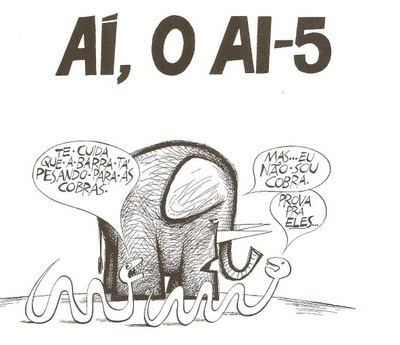 AÍ, O AI-5
TE·CUIDA
QUE·A·BARRA·TÁ
PESANDO·PARA·AS
COBRAS·
MAS...EU
NÃO·SOU
COBRA·
PROVA
PRA
ELES...